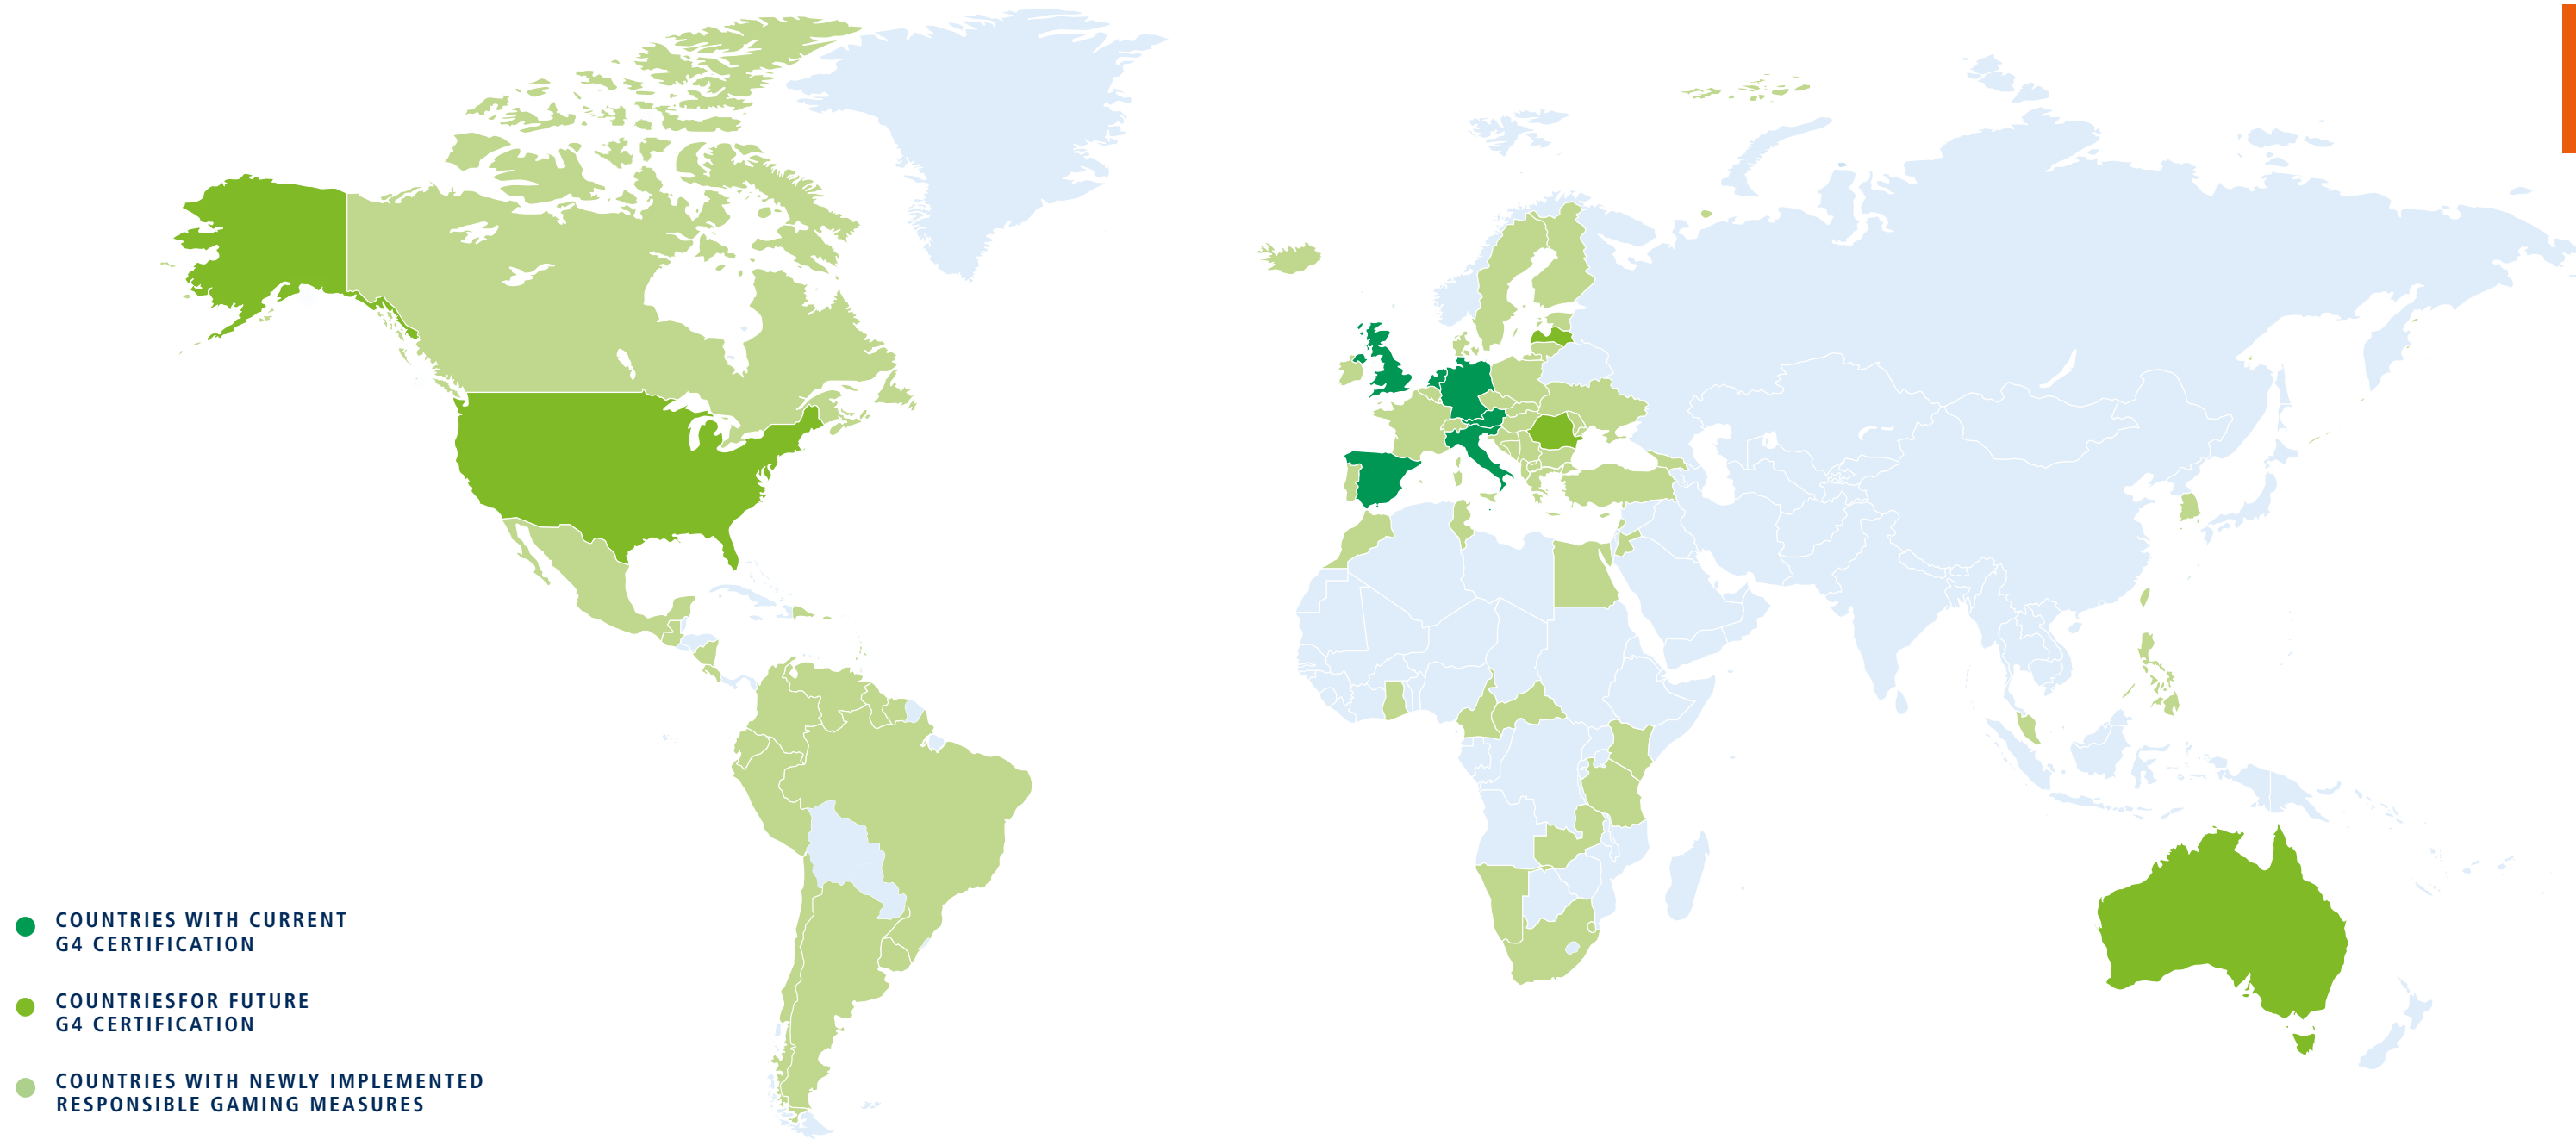 COUNTRIES WITH CURRENT
G4 CERTIFICATION
COUNTRIESFOR FUTURE
G4 CERTIFICATION
COUNTRIES WITH NEWLY IMPLEMENTED
RESPONSIBLE GAMING MEASURES